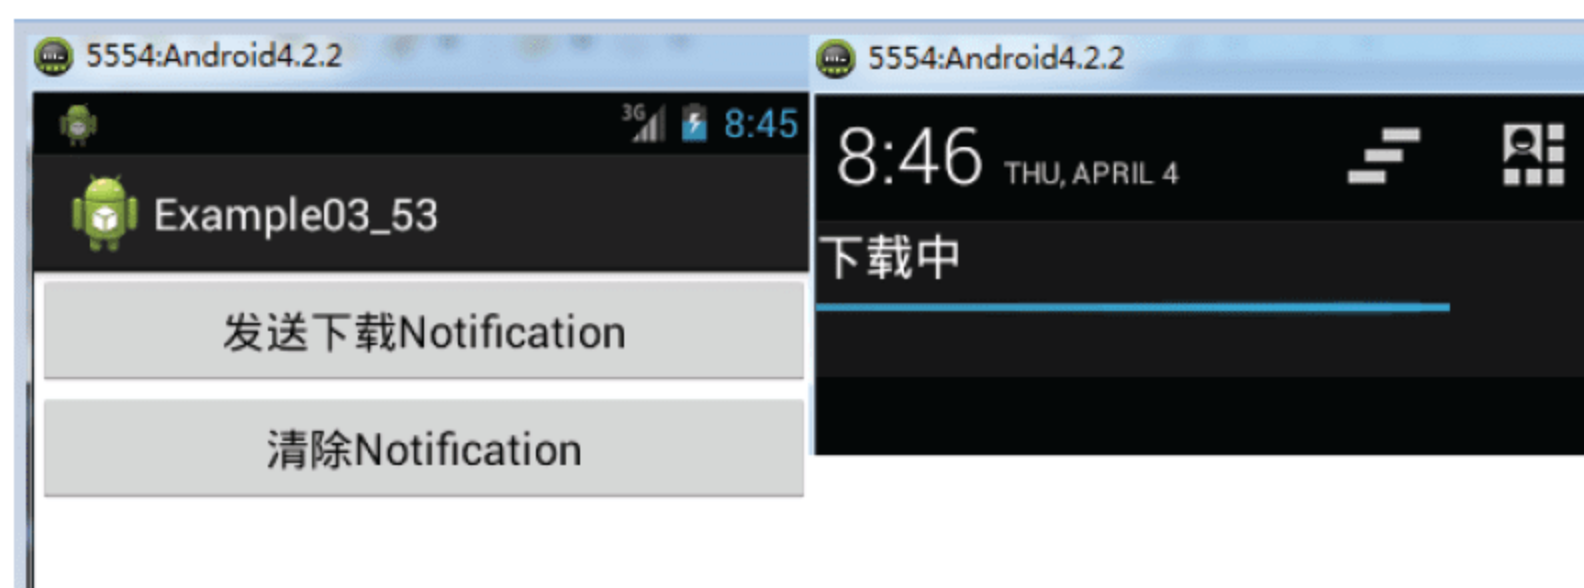 5554:Android4.2.2
3G 8:45
Example03_53
发送下载Notification
清除Notification
5554:Android4.2.2
8:46 THU, APRIL 4
下载中